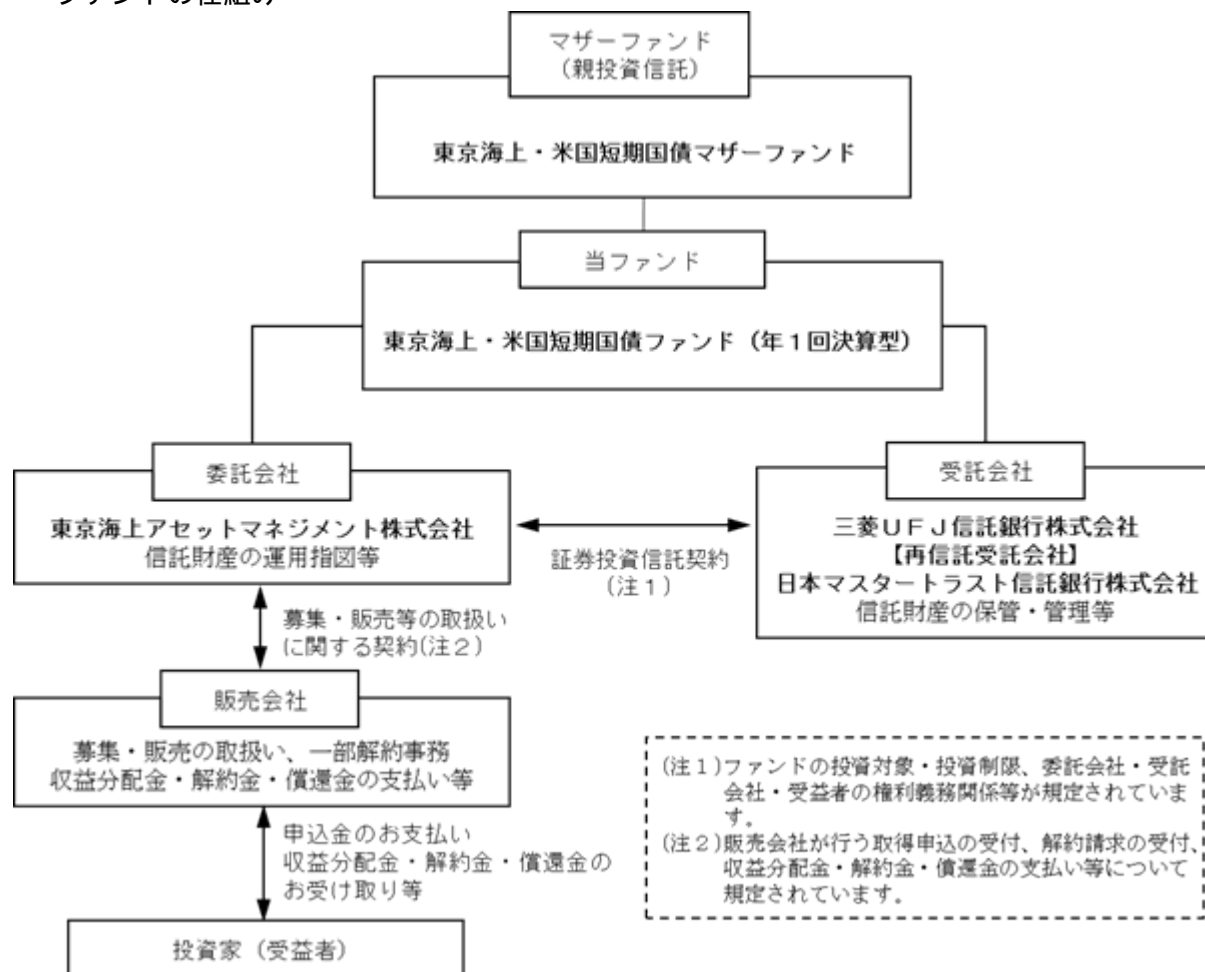 ファンドの仕組み
マザーファンド
(親投資信託)
東京海上・米国短期国債マザーファンド
当ファンド
東京海上・米国短期国債ファンド（年１回決算型）
委託会社
東京海上アセットマネジメント株式会社
信託財産の運用指図等
証券投資信託契約
(注１)
受託会社
三菱ＵＦＪ信託銀行株式会社
【再信託受託会社】
日本マスタートラスト信託銀行株式会社
信託財産の保管・管理等
募集・販売等の取扱い
に関する契約(注２)
販売会社
募集・販売の取扱い、一部解約事務
収益分配金・解約金・償還金の支払い等
申込金のお支払い
収益分配金・解約金・償還金の
お受け取り等
投資家（受益者）
(注１)ファンドの投資対象・投資制限、委託会社・受託
会社・受益者の権利義務関係等が規定されていま
す。
(注２)販売会社が行う取得申込の受付、解約請求の受付、
収益分配金・解約金・償還金の支払い等について
規定されています。